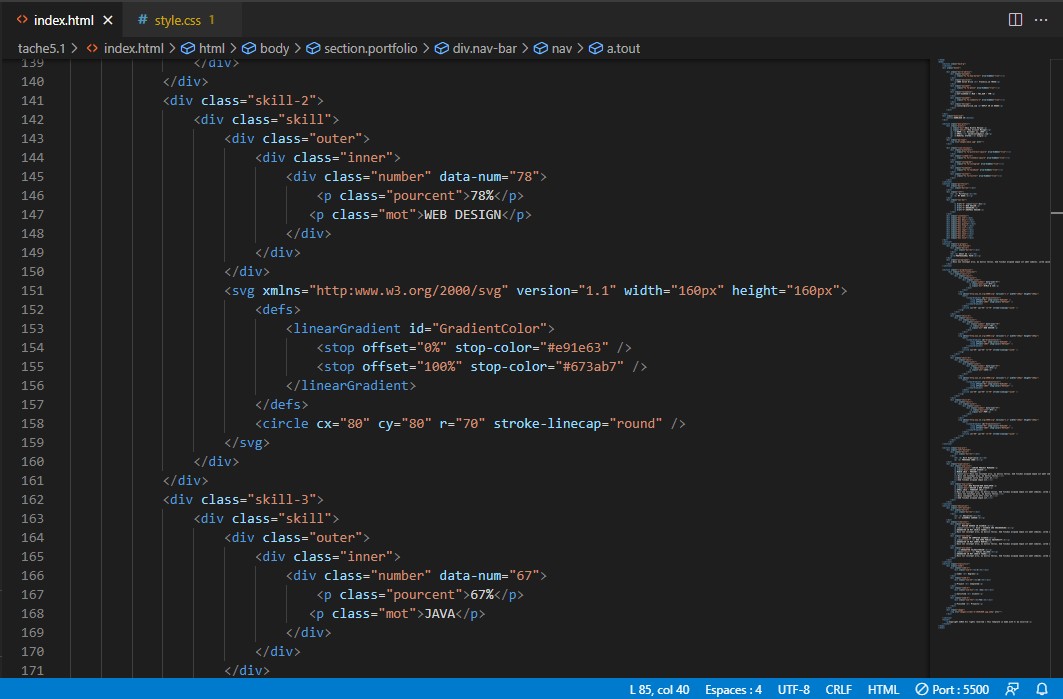 index.html
style.css 1
tache5.1 > index.html > html > body > section.portfolio > div.nav-bar > nav > a.tout
139 </div>
140 </div>
141 <div class="skill-2">
142 <div class="skill">
143 <div class="outer">
144 <div class="inner">
145 <div class="number" data-num="78">
146 <p class="pourcent">78%</p>
147 <p class="mot">WEB DESIGN</p>
148 </div>
149 </div>
150 </div>
151 <svg xmlns="http:www.w3.org/2000/svg" version="1.1" width="160px" height="160px">
152 <defs>
153 <linearGradient id="GradientColor">
154 <stop offset="0%" stop-color="#e91e63" />
155 <stop offset="100%" stop-color="#673ab7" />
156 </linearGradient>
157 </defs>
158 <circle cx="80" cy="80" r="70" stroke-linecap="round" />
159 </svg>
160 </div>
161 </div>
162 <div class="skill-3">
163 <div class="skill">
164 <div class="outer">
165 <div class="inner">
166 <div class="number" data-num="67">
167 <p class="pourcent">67%</p>
168 <p class="mot">JAVA</p>
169 </div>
170 </div>
171 </div>
L 85, col 40 Espaces : 4 UTF-8 CRLF HTML Port : 5500